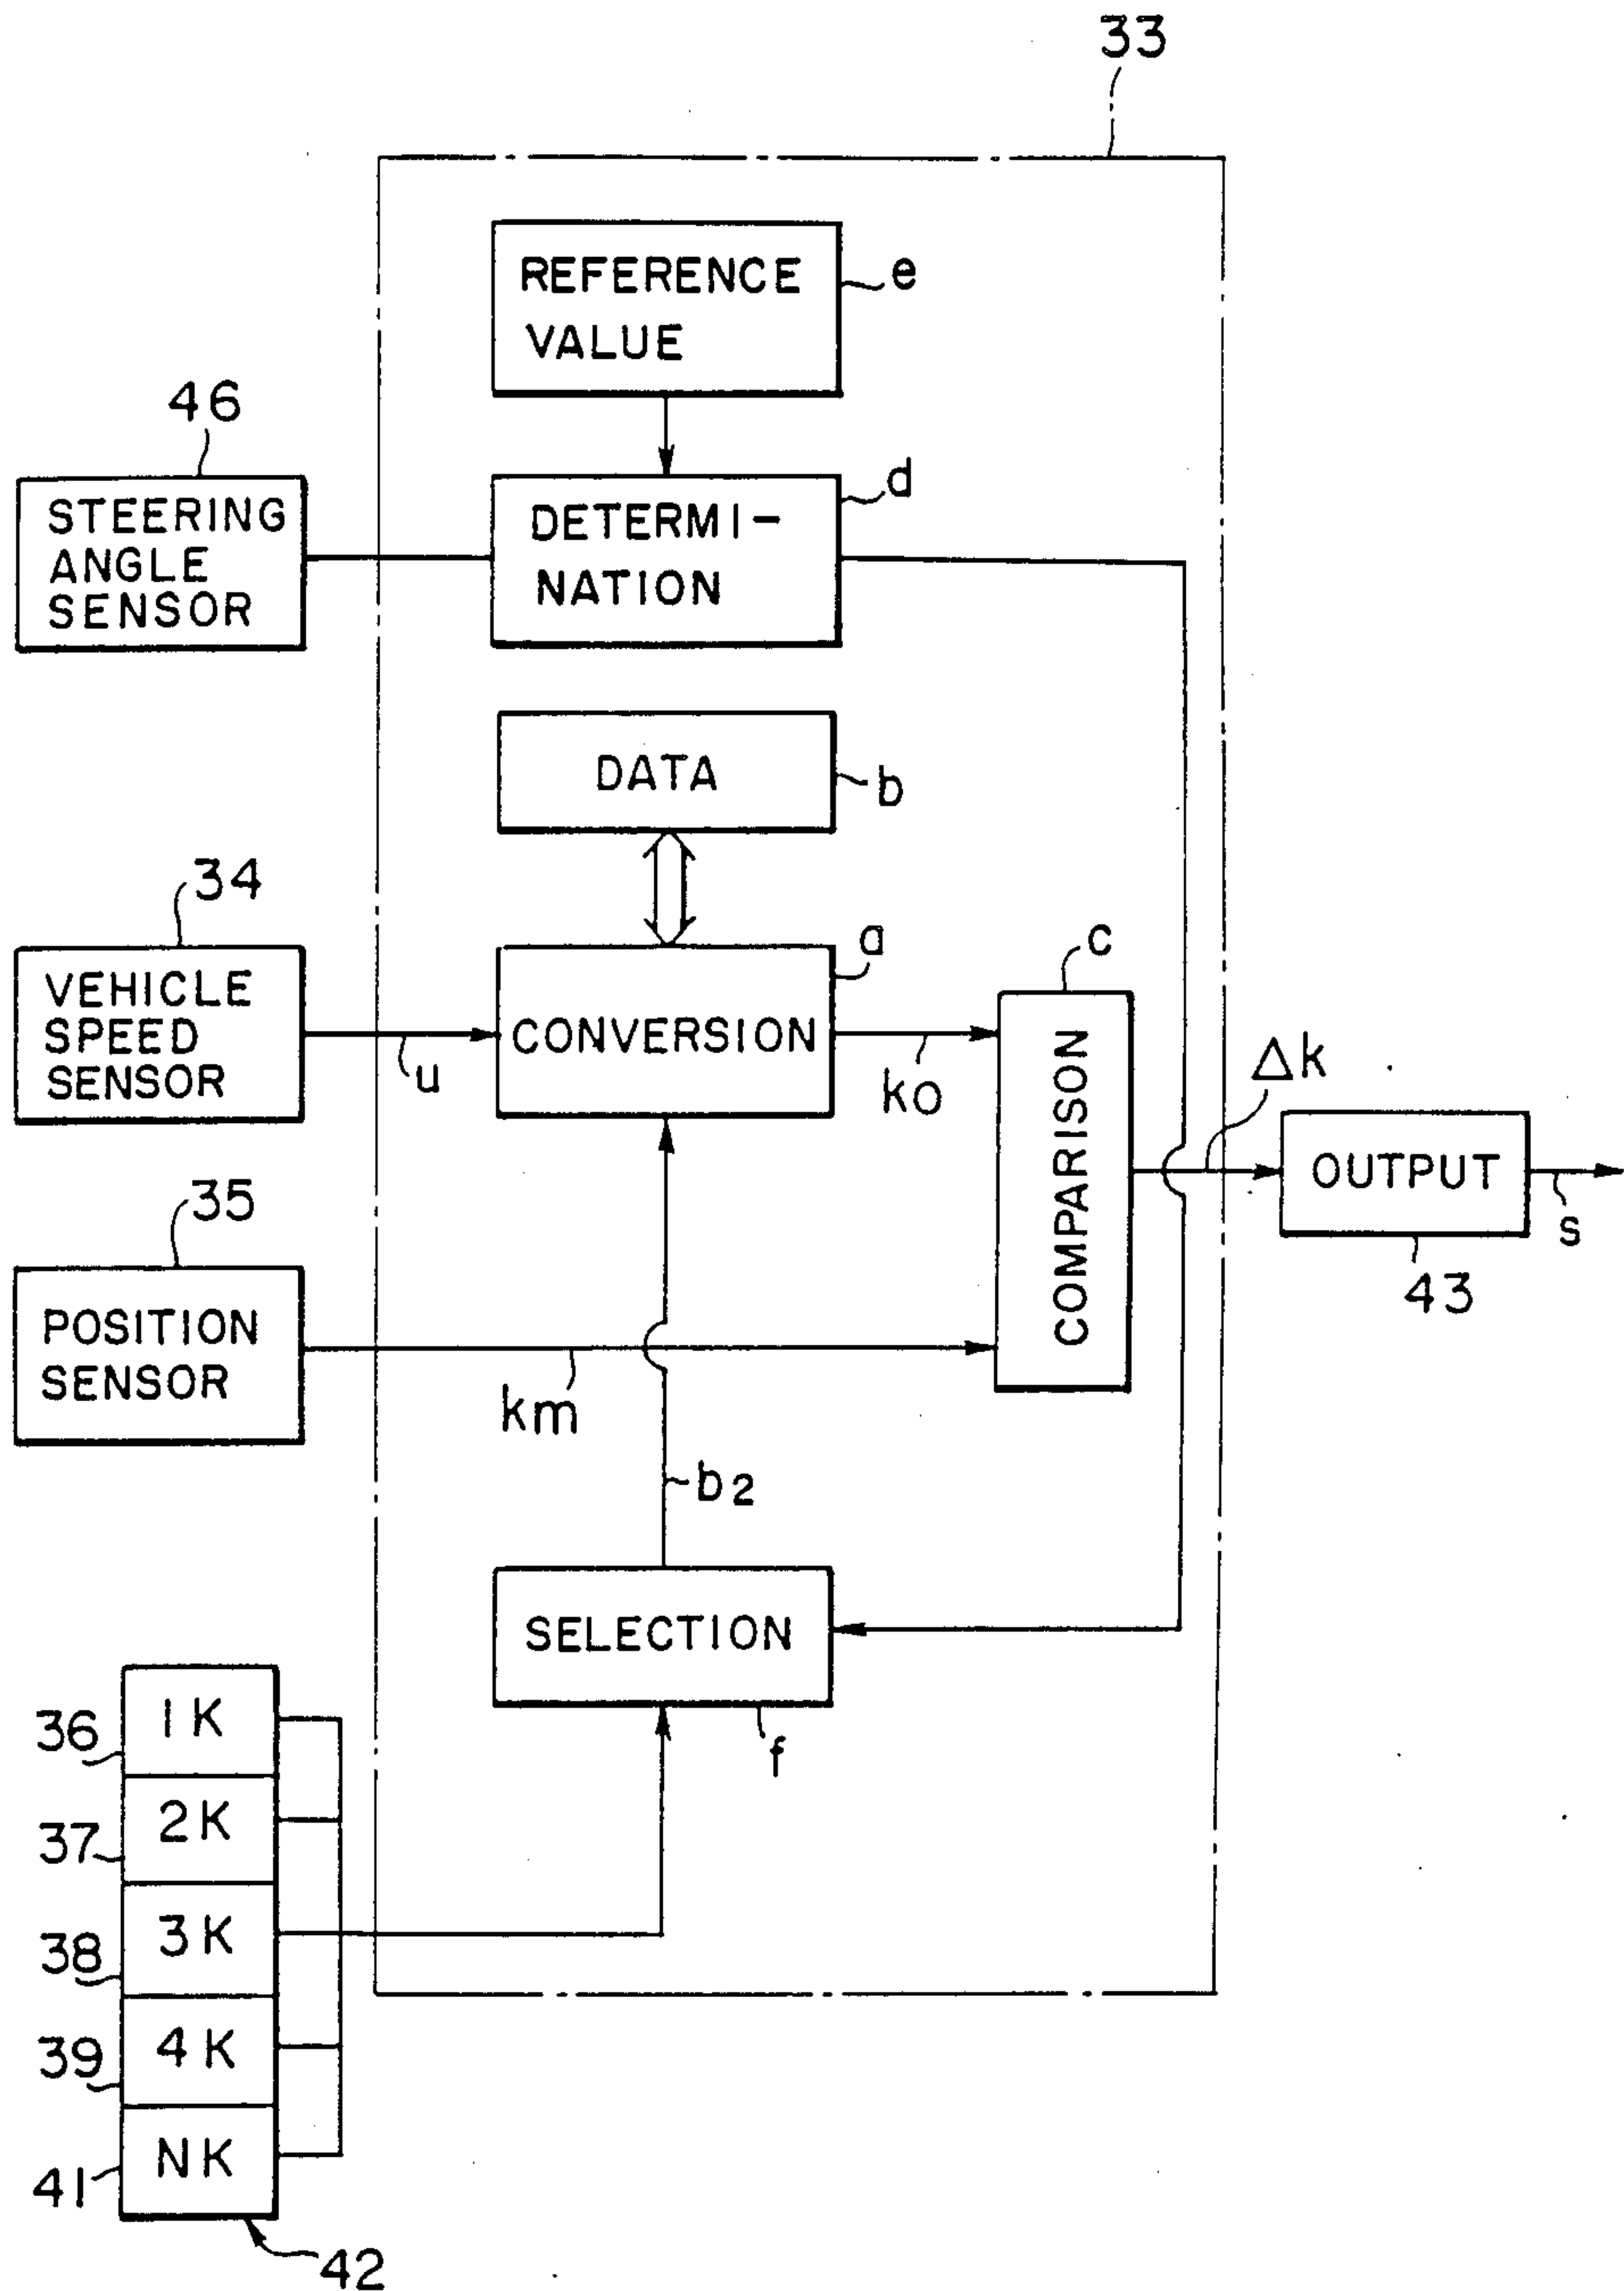 33
REFERENCE
VALUE
e
46
STEERING
ANGLE
SENSOR
DETERMI-
NATION
d
DATA
b
34
VEHICLE
SPEED
SENSOR
u
CONVERSION
a
ko
c
COMPARISON
Δk
OUTPUT
s
43
35
POSITION
SENSOR
km
b2
SELECTION
f
36
1K
37
2K
38
3K
39
4K
41
NK
42